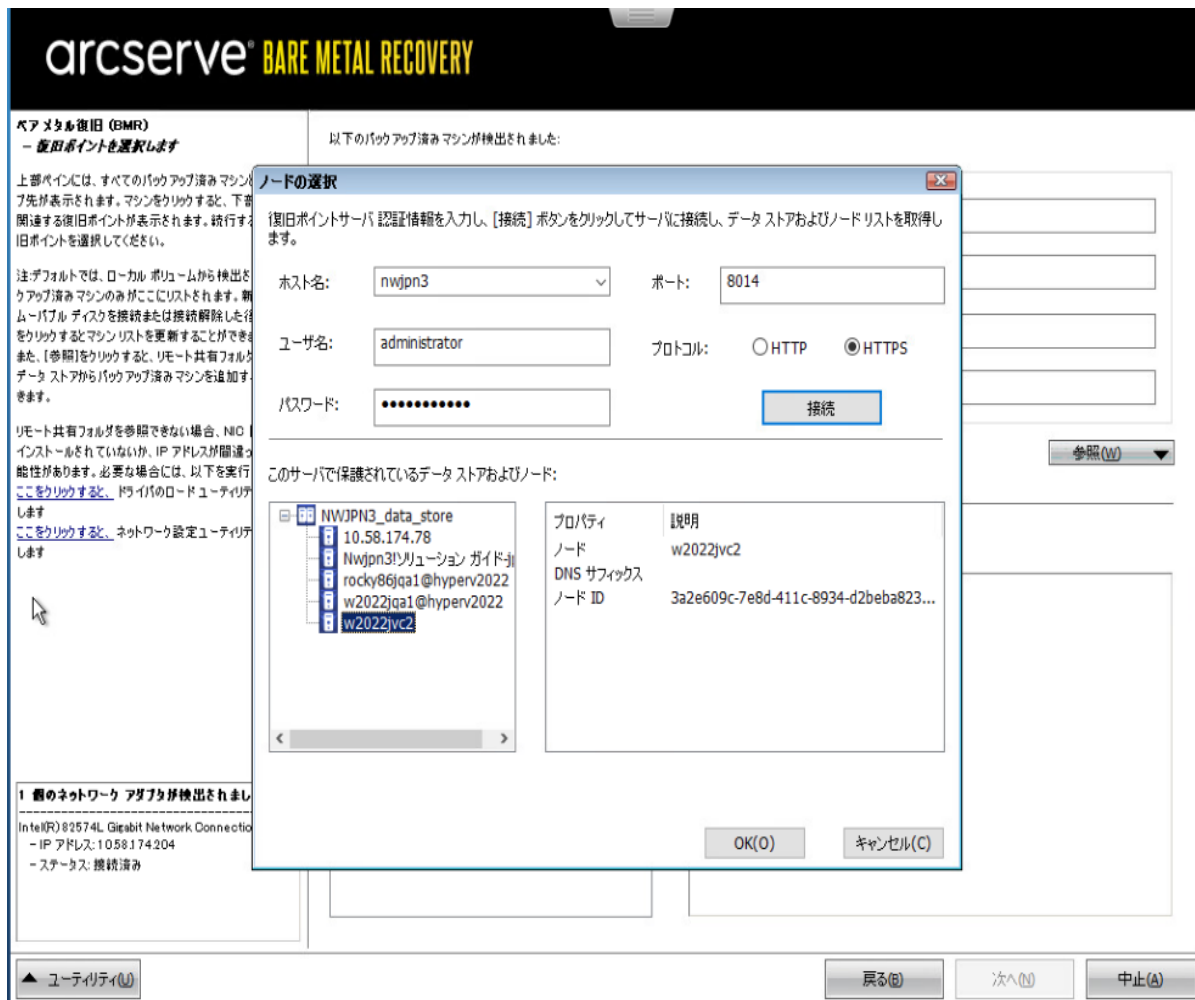 arcserve® BARE METAL RECOVERY
ベア メタル復旧 (BMR)
- 復旧ポイントを選択します
以下のバックアップ済みマシンが検出されました:
上部ペインには、すべてのバックアップ済みマシン
プ先が表示されます。マシンをクリックすると、下部
関連する復旧ポイントが表示されます。続行する
旧ポイントを選択してください。
注:デフォルトでは、ローカル ボリュームから検出さ
クアップ済みマシンのみがここにリストされます。新
ムーバブル ディスクを接続または接続解除した後
をクリックするとマシン リストを更新することができ
また、[参照]をクリックすると、リモート共有フォルダ
データ ストアからバックアップ済みマシンを追加す
きます。
リモート共有フォルダを参照できない場合、NIC
インストールされていないか、IP アドレスが間違っ
能性があります。必要な場合には、以下を実行
ここをクリックすると、ドライバのロード ユーティリテ
します
ここをクリックすると、ネットワーク設定ユーティリテ
します
ノードの選択
復旧ポイントサーバ 認証情報を入力し、[接続] ボタンをクリックしてサーバに接続し、データ ストアおよびノード リストを取得し
ます。
ホスト名: nwjpn3 ポート: 8014
ユーザ名: administrator プロトコル: HTTP HTTPS
パスワード: ●●●●●●●●●●● 接続
このサーバで保護されているデータ ストアおよびノード:
NWJPN3_data_store
10.58.174.78
Nwjpn3!ソリューション ガイド-j
rocky86jqa1@hyperv2022
w2022jqa1@hyperv2022
w2022jvc2
プロパティ 説明
ノード w2022jvc2
DNS サフィックス
ノード ID 3a2e609c-7e8d-411c-8934-d2beba823...
OK(O) キャンセル(C)
参照(W)
1 個のネットワーク アダプタが検出されまし
Intel(R) 82574L Gigabit Network Connectio
- IP アドレス: 10.58.174.204
- ステータス: 接続済み
ユーティリティ(U) 戻る(B) 次へ(N) 中止(A)